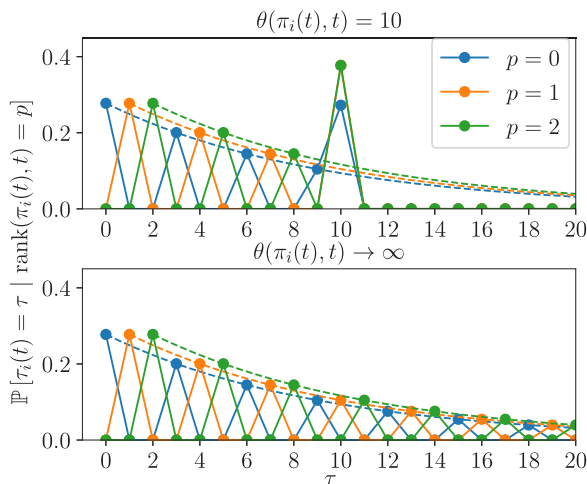 θ(π_i(t), t) = 10
ℙ[τ_i(t) = τ | rank(π_i(t), t) = p]
0.4
0.2
0.0
p = 0
p = 1
p = 2
0 2 4 6 8 10 12 14 16 18 20
θ(π_i(t), t) → ∞
0.4
0.2
0.0
0 2 4 6 8 10 12 14 16 18 20
τ